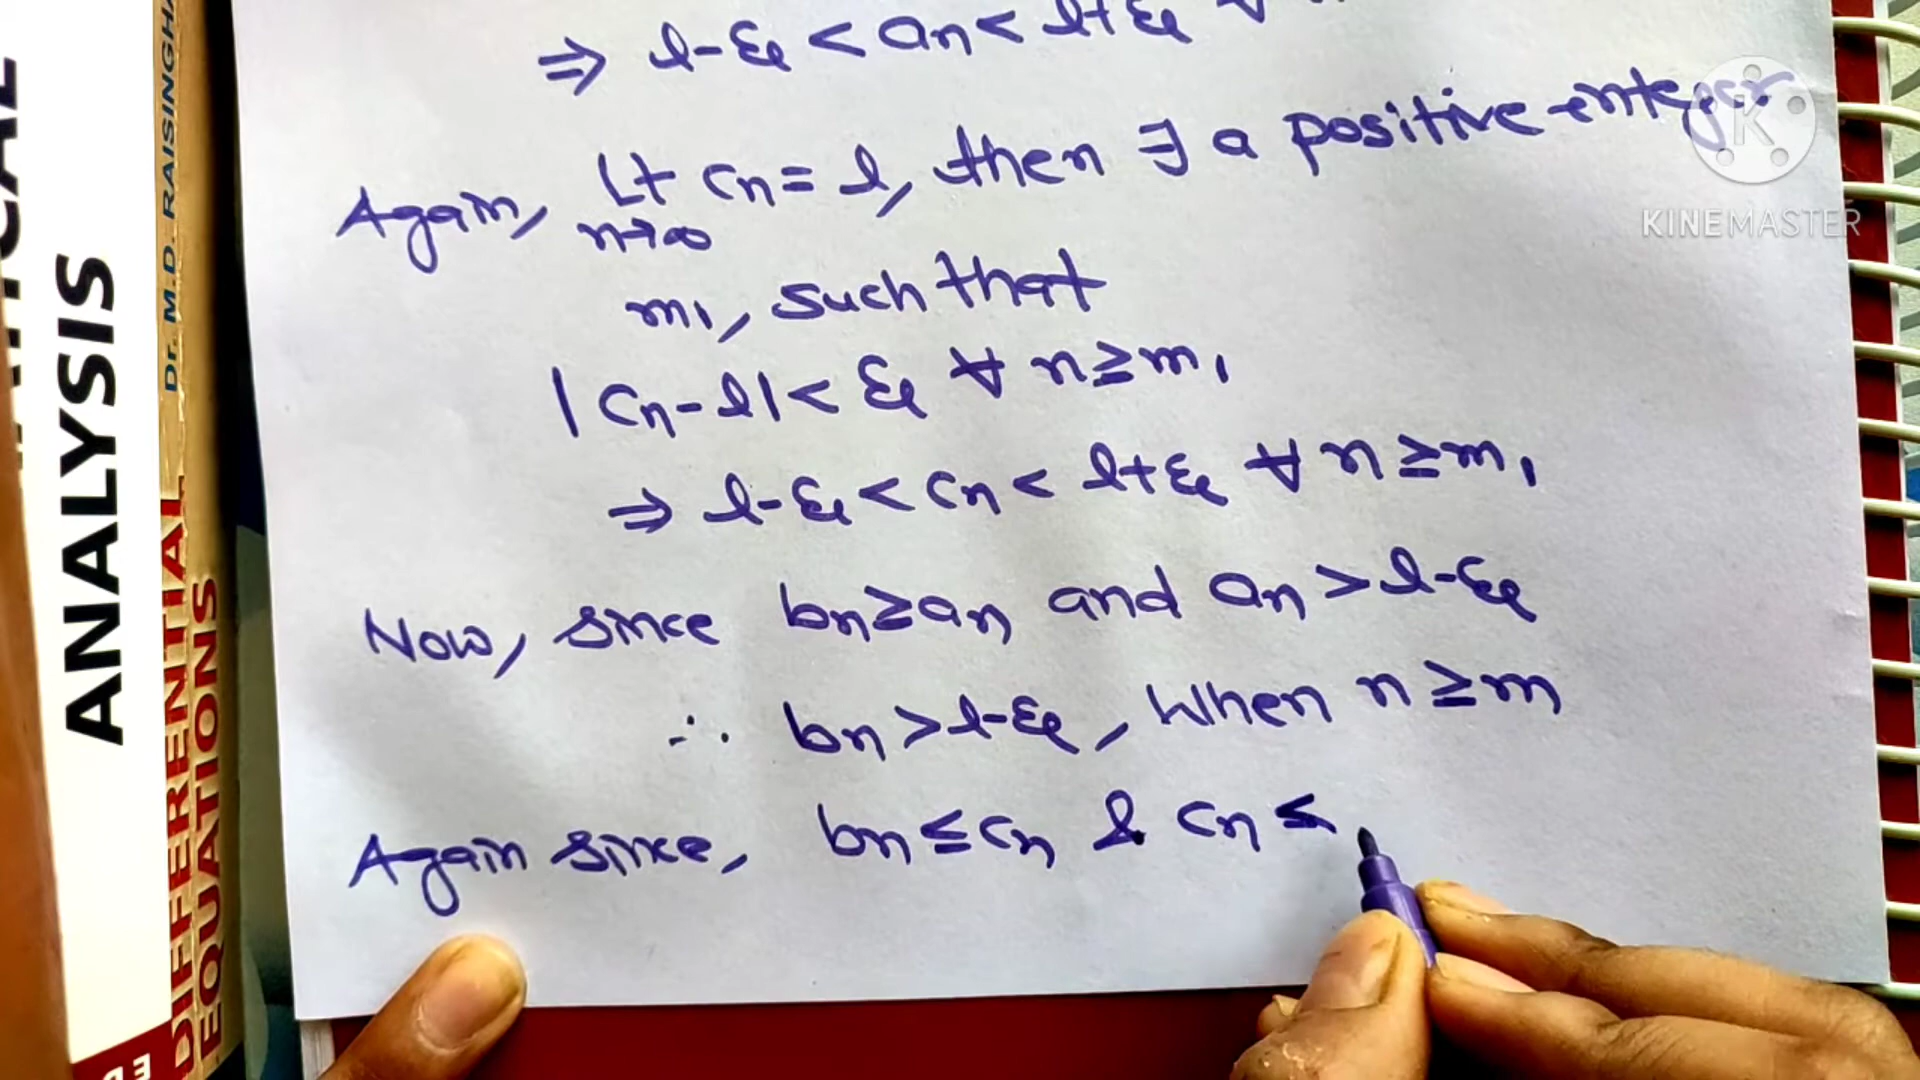 ⇒ l-ε < an < l+ε ∀
Again, Lt cn = l, then ∃ a positive integer
n→∞
m1, such that
|cn-l| < ε ∀ n≥m1
⇒ l-ε < cn < l+ε ∀ n≥m1
Now, since bn≥an and an > l-ε
∴ bn > l-ε, when n≥m
Again since, bn≤cn & cn ≤
KINEMASTER
K
ANALYSIS
Dr. M.D. RAISINGH
DIFFERENTIAL
EQUATIONS